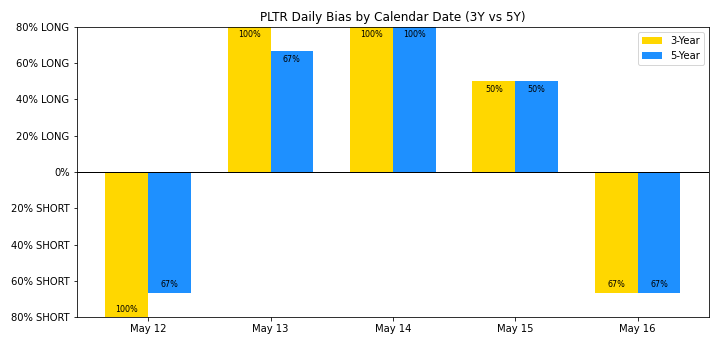 PLTR Daily Bias by Calendar Date (3Y vs 5Y)
80% LONG
60% LONG
40% LONG
20% LONG
0%
20% SHORT
40% SHORT
60% SHORT
80% SHORT
3-Year
5-Year
100%
67%
100%
67%
100%
100%
50%
50%
67%
67%
May 12
May 13
May 14
May 15
May 16